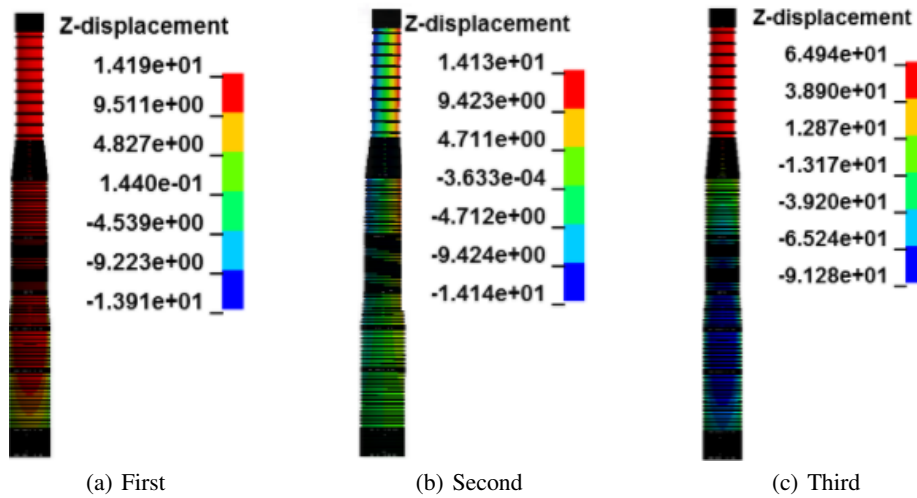 Z-displacement
1.419e+01
9.511e+00
4.827e+00
1.440e-01
-4.539e+00
-9.223e+00
-1.391e+01
(a) First
Z-displacement
1.413e+01
9.423e+00
4.711e+00
-3.633e-04
-4.712e+00
-9.424e+00
-1.414e+01
(b) Second
Z-displacement
6.494e+01
3.890e+01
1.287e+01
-1.317e+01
-3.920e+01
-6.524e+01
-9.128e+01
(c) Third